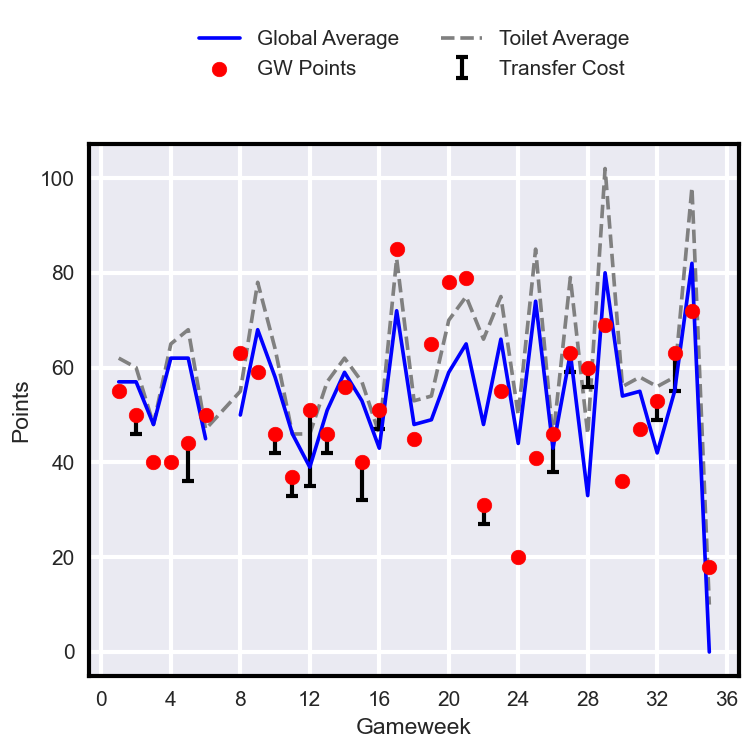 Global Average
Toilet Average
GW Points
Transfer Cost
100
80
60
40
20
0
Points
0 4 8 12 16 20 24 28 32 36
Gameweek